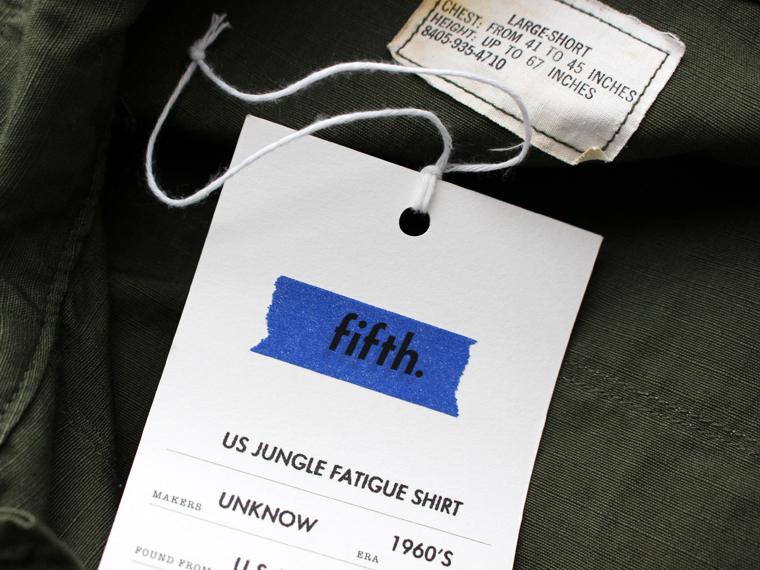 LARGE-SHORT
CHEST: FROM 41 TO 45 INCHES
HEIGHT: UP TO 67 INCHES
8405-935-4710
fifth.
US JUNGLE FATIGUE SHIRT
MAKERS UNKNOW
ERA 1960'S
FOUND FROM U.S